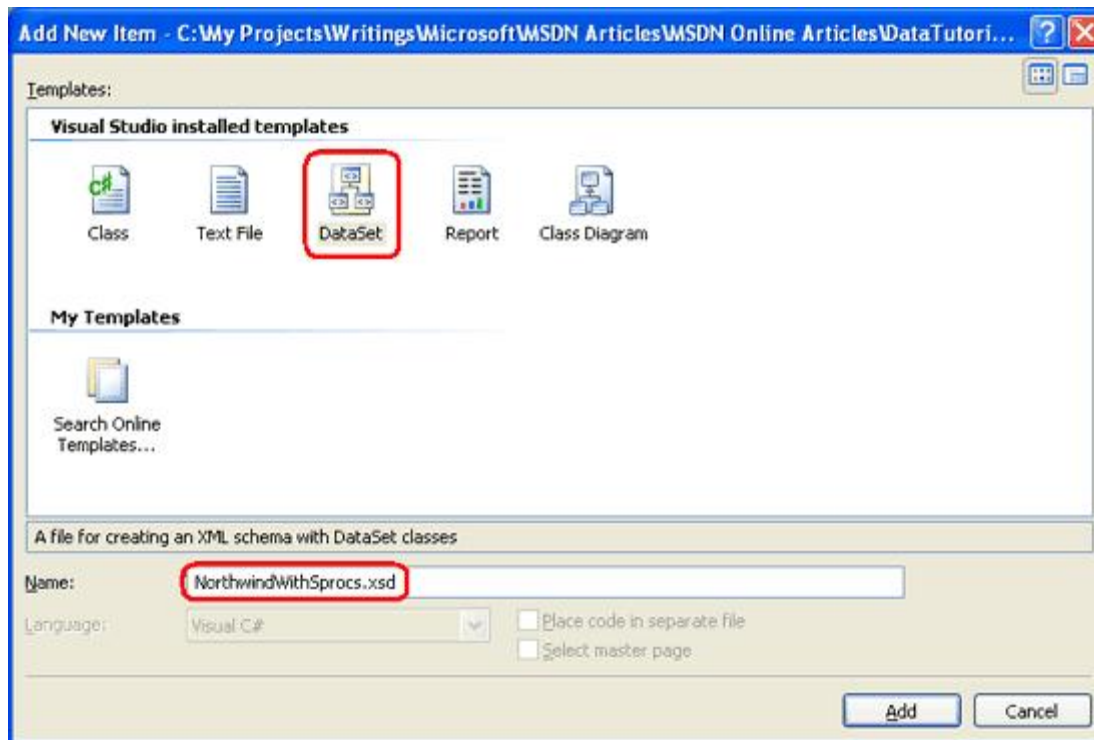 Add New Item - C:\My Projects\Writings\Microsoft\MSDN Articles\MSDN Online Articles\DataTutori...
Templates:
Visual Studio installed templates
Class
Text File
DataSet
Report
Class Diagram
My Templates
Search Online
Templates...
A file for creating an XML schema with DataSet classes
Name:
NorthwindWithSprocs.xsd
Language:
Visual C#
Place code in separate file
Select master page
Add
Cancel